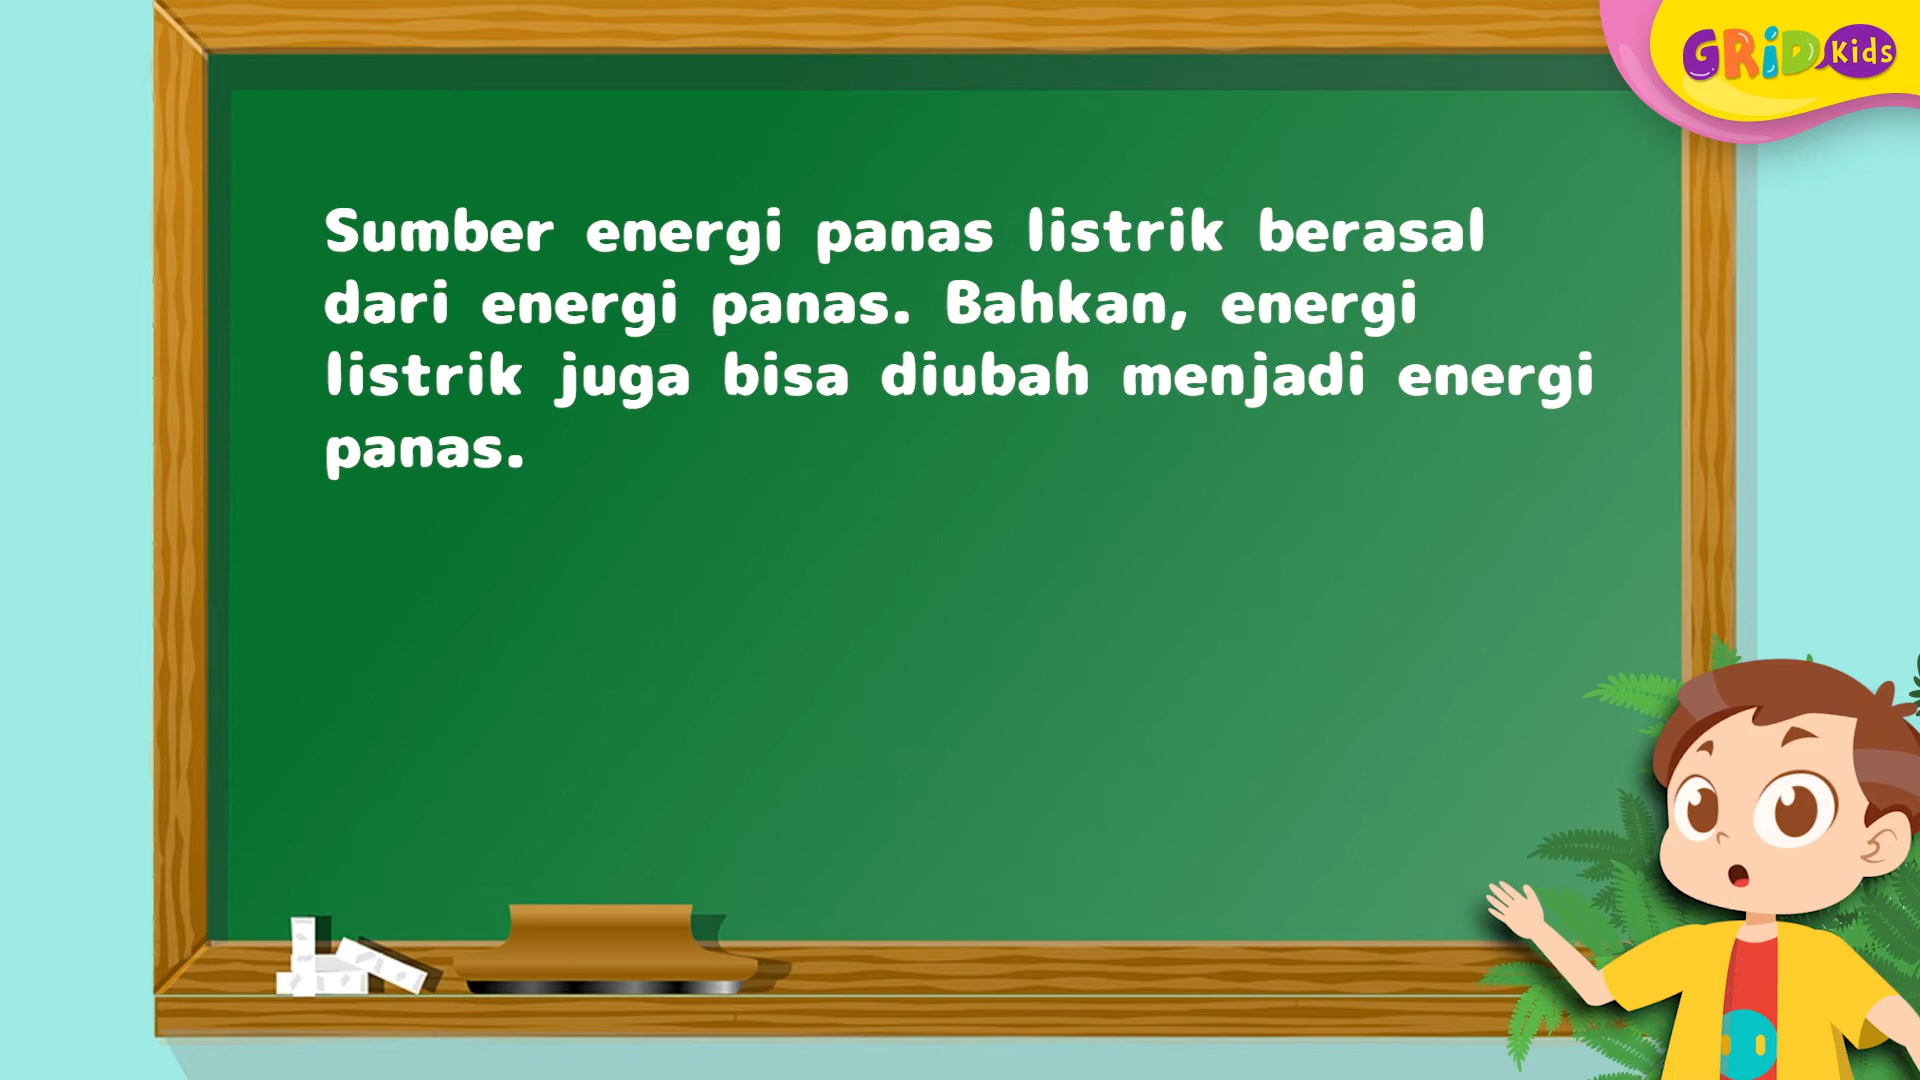 GRiD Kids
Sumber energi panas listrik berasal
dari energi panas. Bahkan, energi
listrik juga bisa diubah menjadi energi
panas.